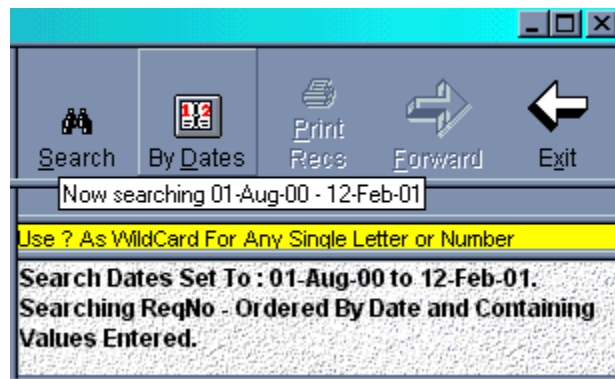 Search
By Dates
Print
Recs
Forward
Exit
Now searching 01-Aug-00 - 12-Feb-01
Use ? As WildCard For Any Single Letter or Number
Search Dates Set To : 01-Aug-00 to 12-Feb-01.
Searching ReqNo - Ordered By Date and Containing
Values Entered.